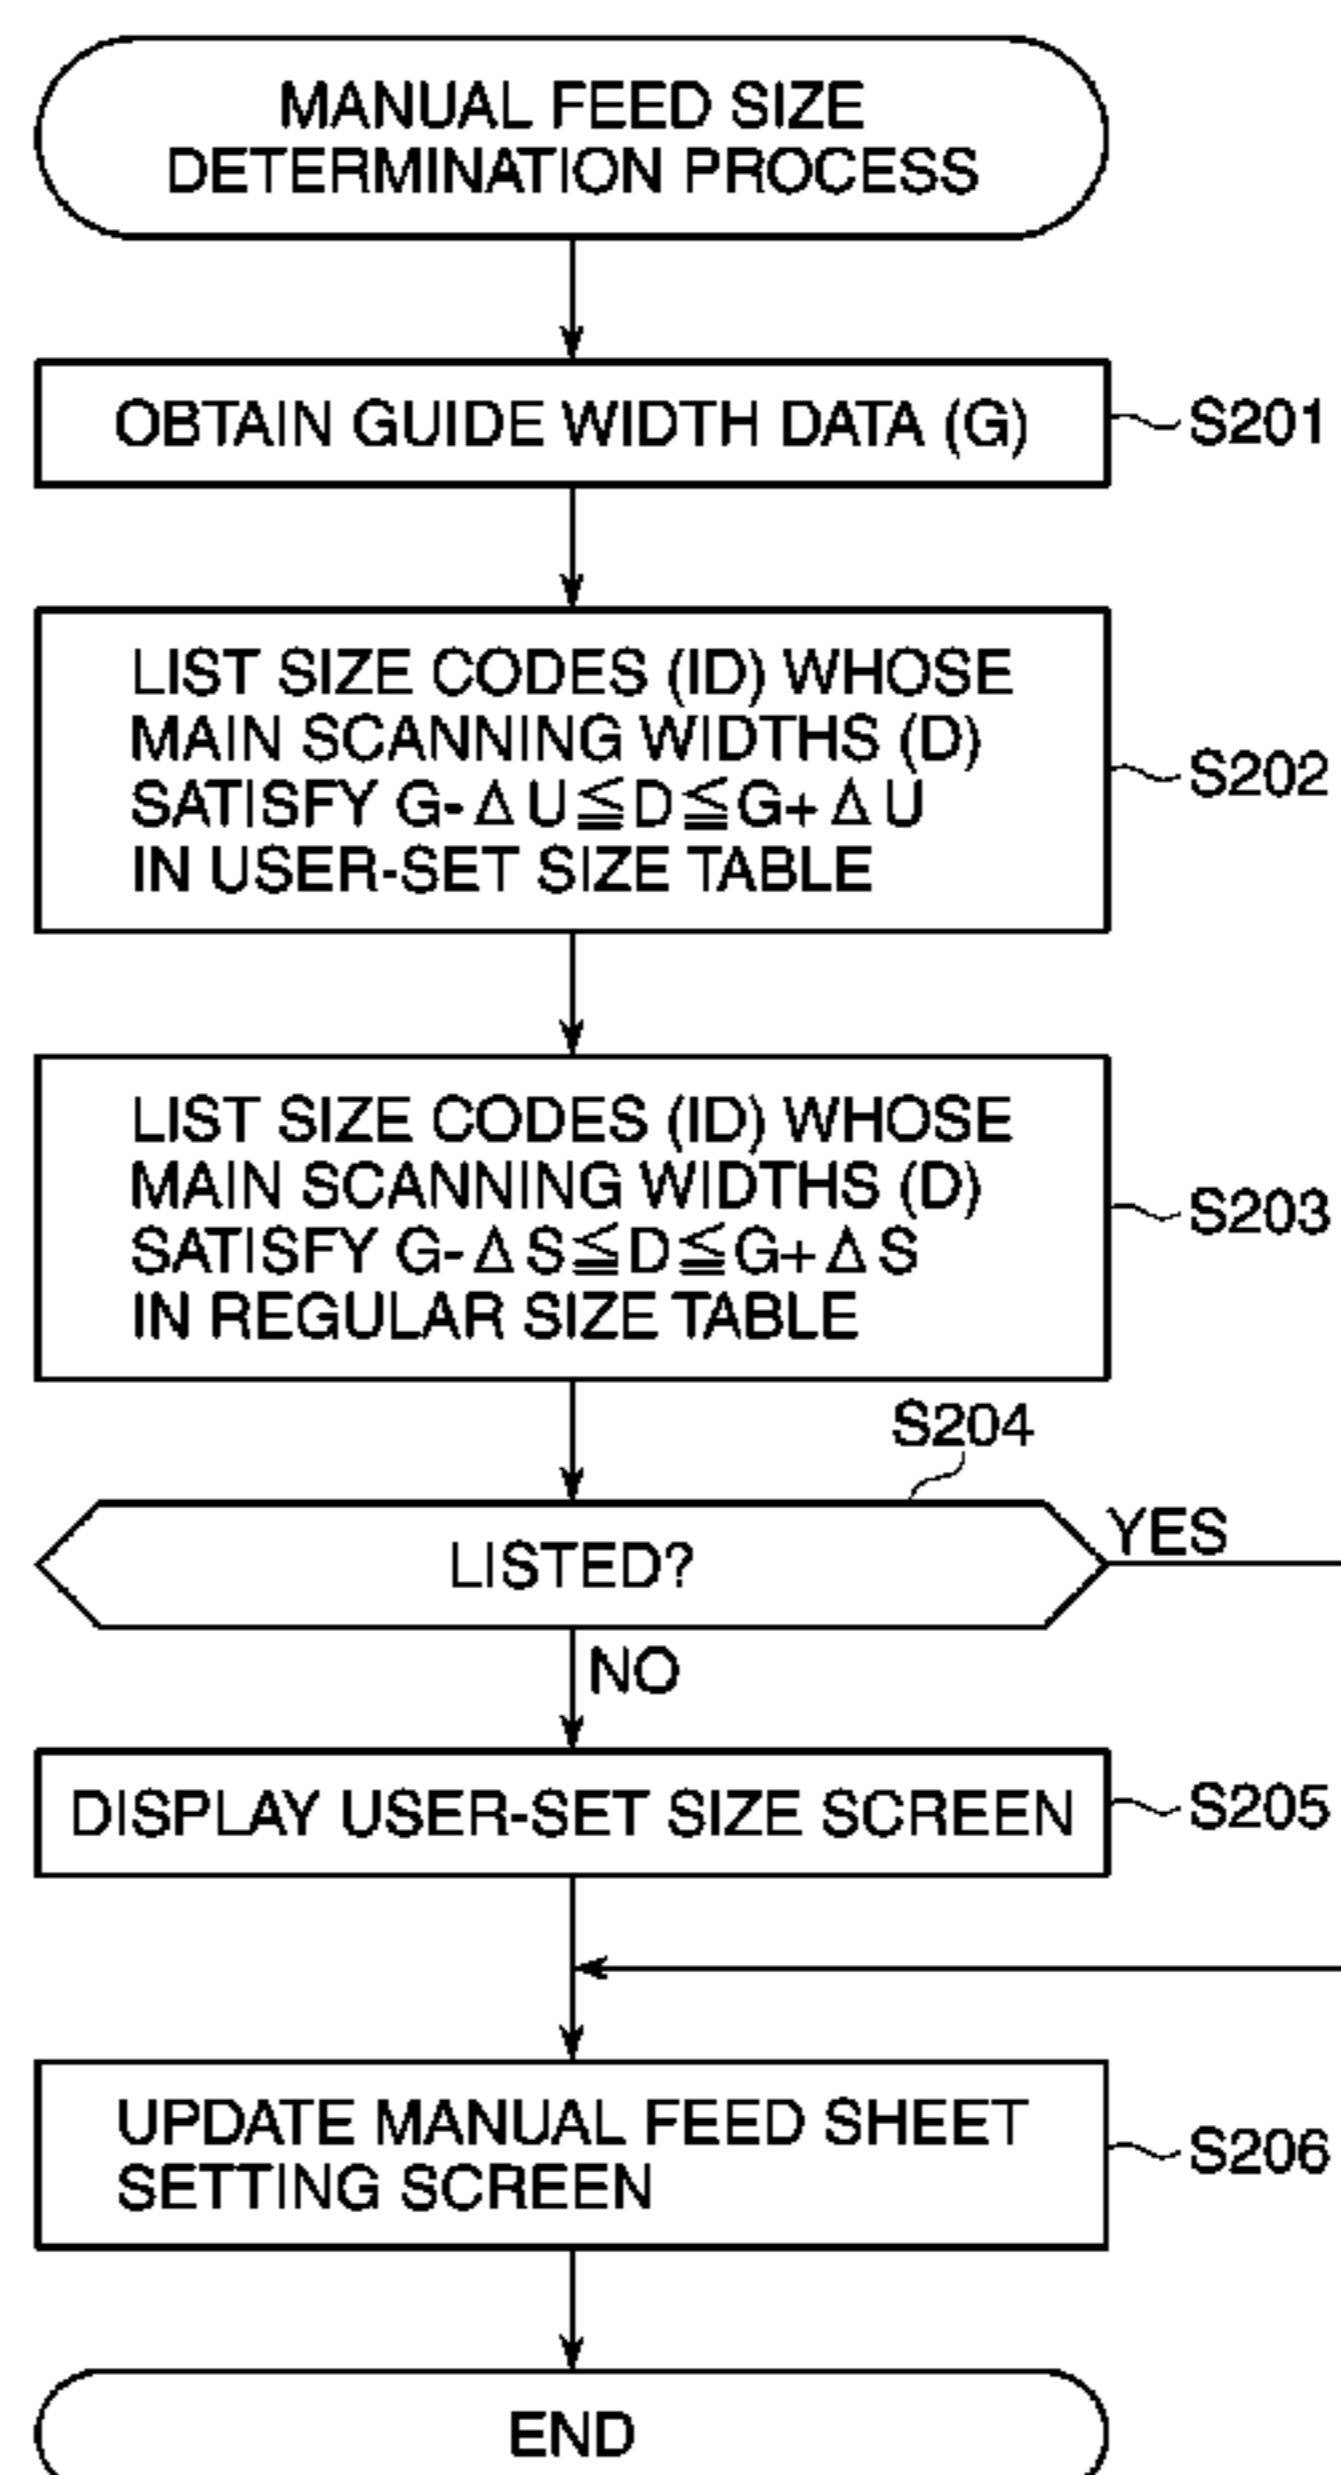 MANUAL FEED SIZE
DETERMINATION PROCESS
OBTAIN GUIDE WIDTH DATA (G)
S201
LIST SIZE CODES (ID) WHOSE
MAIN SCANNING WIDTHS (D)
SATISFY G-ΔU≦D≦G+ΔU
IN USER-SET SIZE TABLE
S202
LIST SIZE CODES (ID) WHOSE
MAIN SCANNING WIDTHS (D)
SATISFY G-ΔS≦D≦G+ΔS
IN REGULAR SIZE TABLE
S203
S204
LISTED?
YES
NO
DISPLAY USER-SET SIZE SCREEN
S205
UPDATE MANUAL FEED SHEET
SETTING SCREEN
S206
END